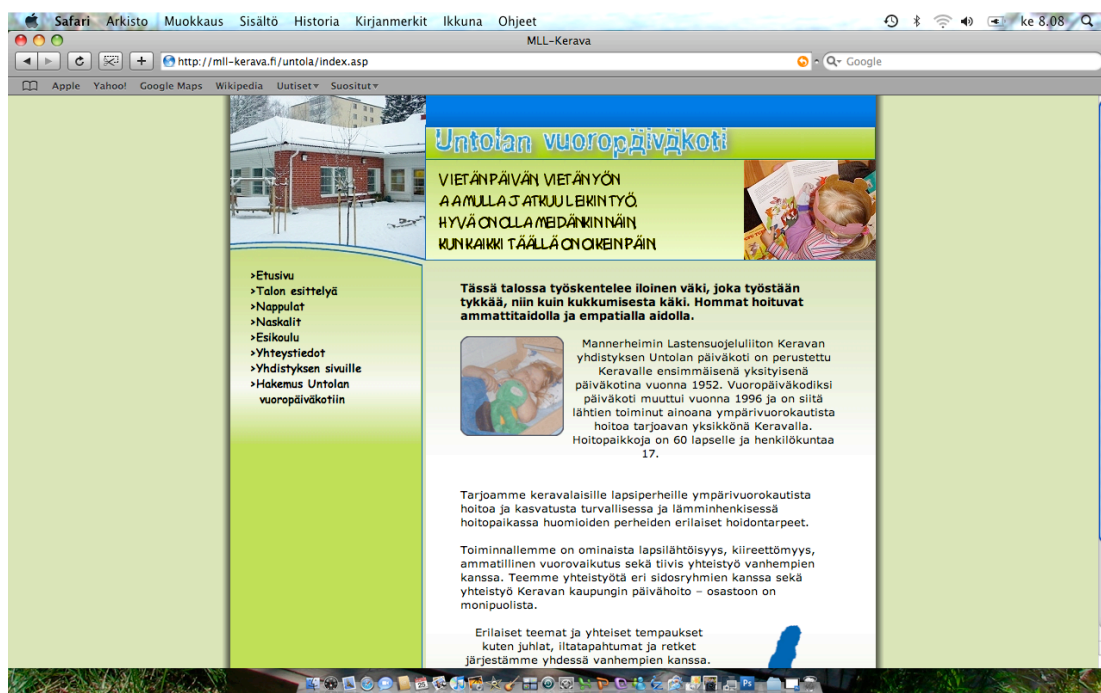 Safari Arkisto Muokkaus Sisältö Historia Kirjanmerkit Ikkuna Ohjeet ke 8.08
MLL-Kerava
http://mll-kerava.fi/untola/index.asp Google
Apple Yahoo! Google Maps Wikipedia Uutiset Suositut
Untolan vuoropäiväkoti
VIETÄN PÄIVÄN, VIETÄN YÖN
AAMULLA JATKUU LEIKIN TYÖ.
HYVÄ ON OLLA MEIDÄNKIN NÄIN,
KUN KAIKKI TÄÄLLÄ ON OIKEIN PÄIN.
>Etusivu
>Talon esittelyä
>Nappulat
>Naskalit
>Esikoulu
>Yhteystiedot
>Yhdistyksen sivuille
>Hakemus Untolan
vuoropäiväkotiin
Tässä talossa työskentelee iloinen väki, joka työstään
tykkää, niin kuin kukkumisesta käki. Hommat hoituvat
ammattitaidolla ja empatialla aidolla.
Mannerheimin Lastensuojeluliiton Keravan
yhdistyksen Untolan päiväkoti on perustettu
Keravalle ensimmäisenä yksityisenä
päiväkotina vuonna 1952. Vuoropäiväkodiksi
päiväkoti muuttui vuonna 1996 ja on siitä
lähtien toiminut ainoana ympärivuorokautista
hoitoa tarjoavan yksikkönä Keravalla.
Hoitopaikkoja on 60 lapselle ja henkilökuntaa
17.
Tarjoamme keravalaisille lapsiperheille ympärivuorokautista
hoitoa ja kasvatusta turvallisessa ja lämminhenkisessä
hoitopaikassa huomioiden perheiden erilaiset hoidontarpeet.
Toiminnallemme on ominaista lapsilähtöisyys, kiireettömyys,
ammatillinen vuorovaikutus sekä tiivis yhteistyö vanhempien
kanssa. Teemme yhteistyötä eri sidosryhmien kanssa sekä
yhteistyö Keravan kaupungin päivähoito – osastoon on
monipuolista.
Erilaiset teemat ja yhteiset tempaukset
kuten juhlat, iltatapahtumat ja retket
järjestämme yhdessä vanhempien kanssa.